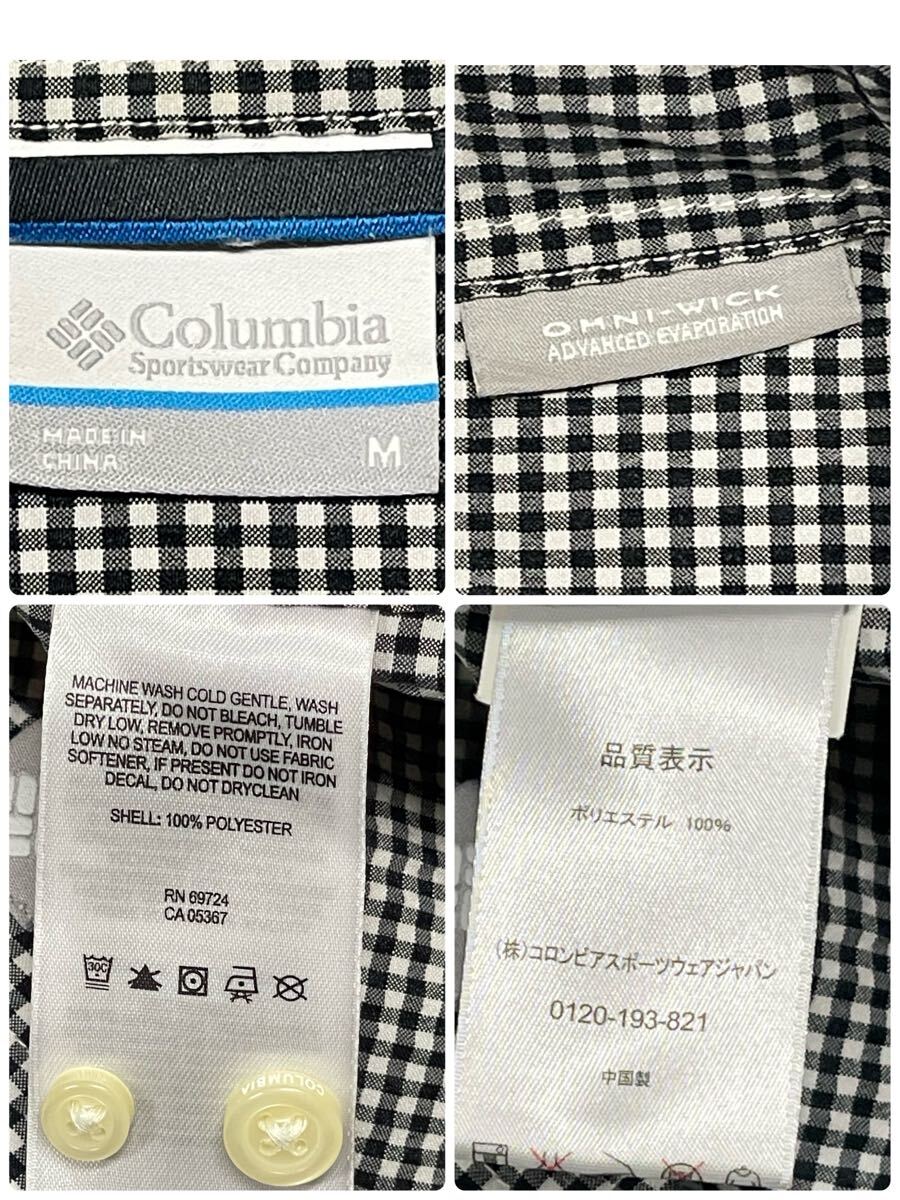 Columbia
Sportswear Company
MADE IN
CHINA
M
OMNI-WICK
ADVANCED EVAPORATION
MACHINE WASH COLD GENTLE, WASH
SEPARATELY, DO NOT BLEACH, TUMBLE
DRY LOW, REMOVE PROMPTLY, IRON
LOW NO STEAM, DO NOT USE FABRIC
SOFTENER, IF PRESENT DO NOT IRON
DECAL, DO NOT DRYCLEAN
SHELL: 100% POLYESTER
RN 69724
CA 05367
30C
COLUMBIA
品質表示
ポリエステル 100%
(株)コロンビアスポーツウェアジャパン
0120-193-821
中国製